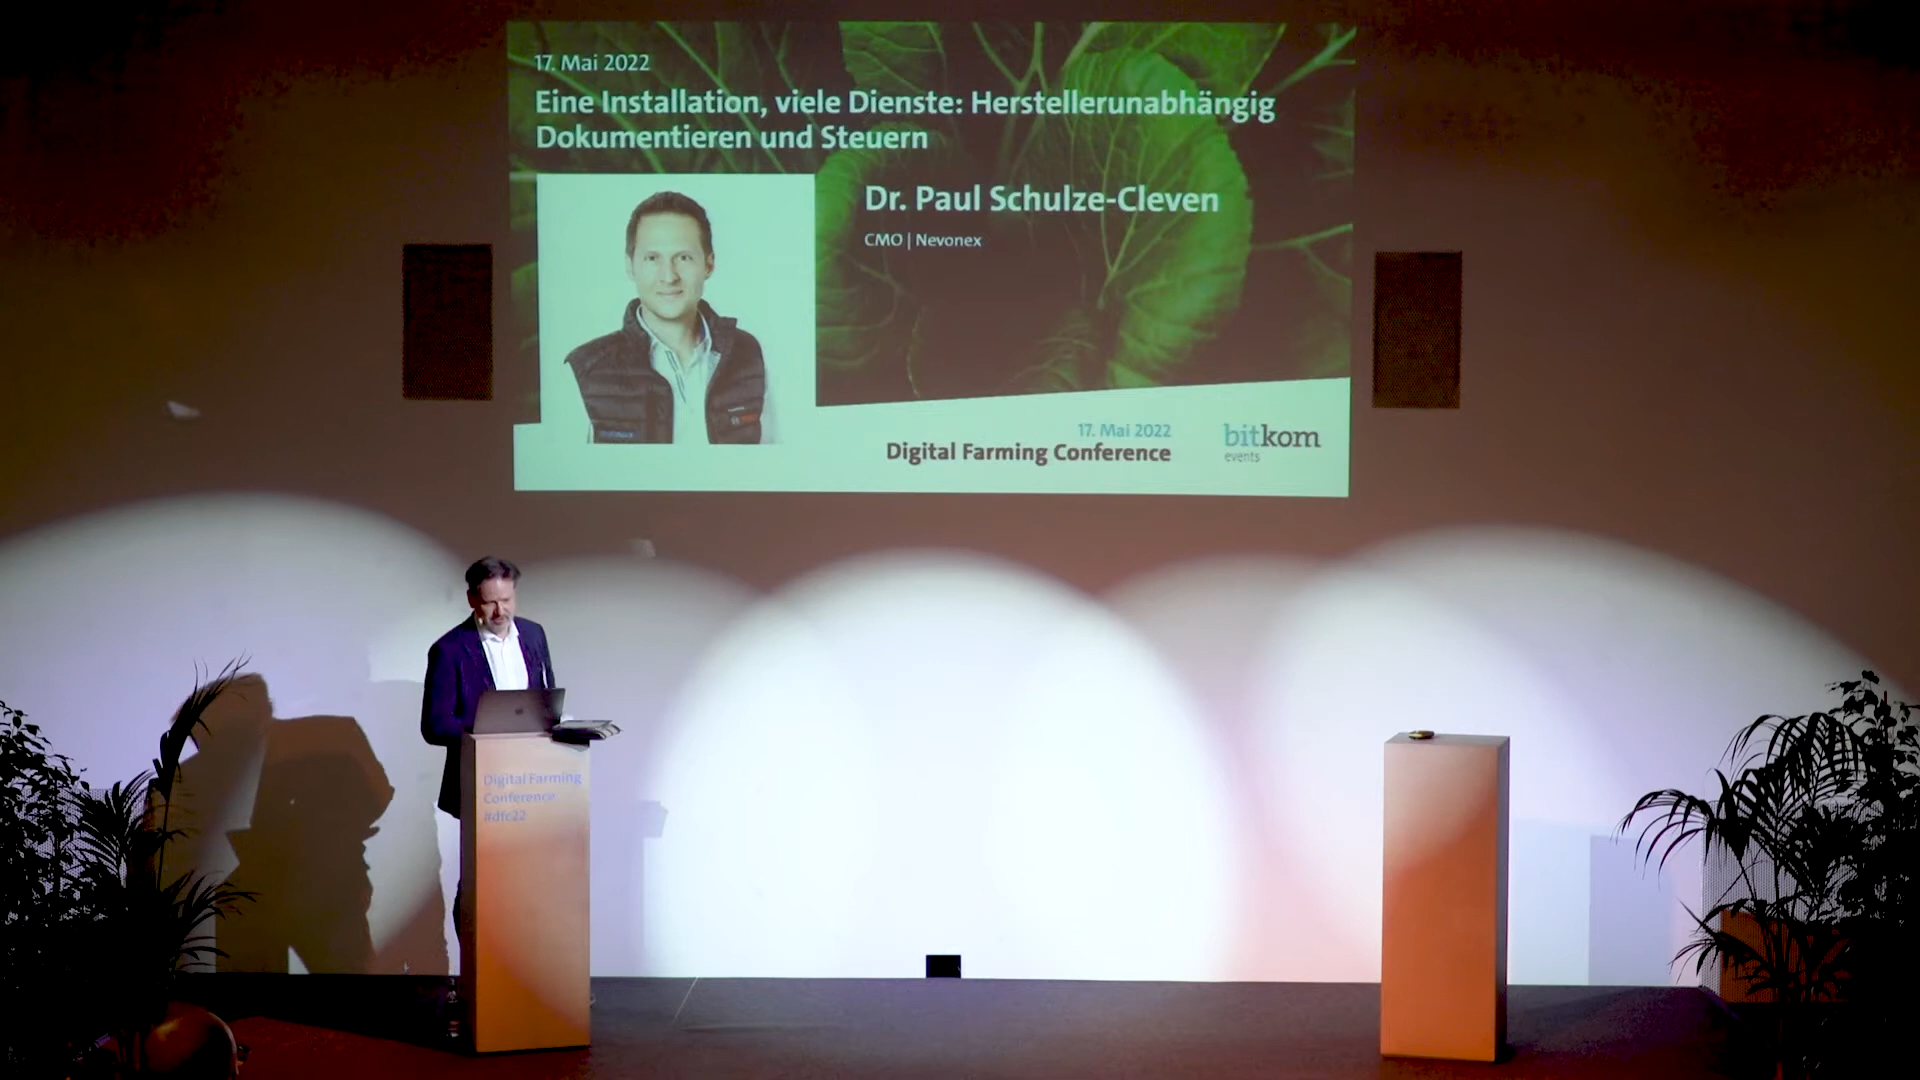 17. Mai 2022
Eine Installation, viele Dienste: Herstellerunabhängig
Dokumentieren und Steuern
Dr. Paul Schulze-Cleven
CMO | Nevonex
17. Mai 2022
Digital Farming Conference
bitkom
events
Digital Farming
Conference
#dfc22